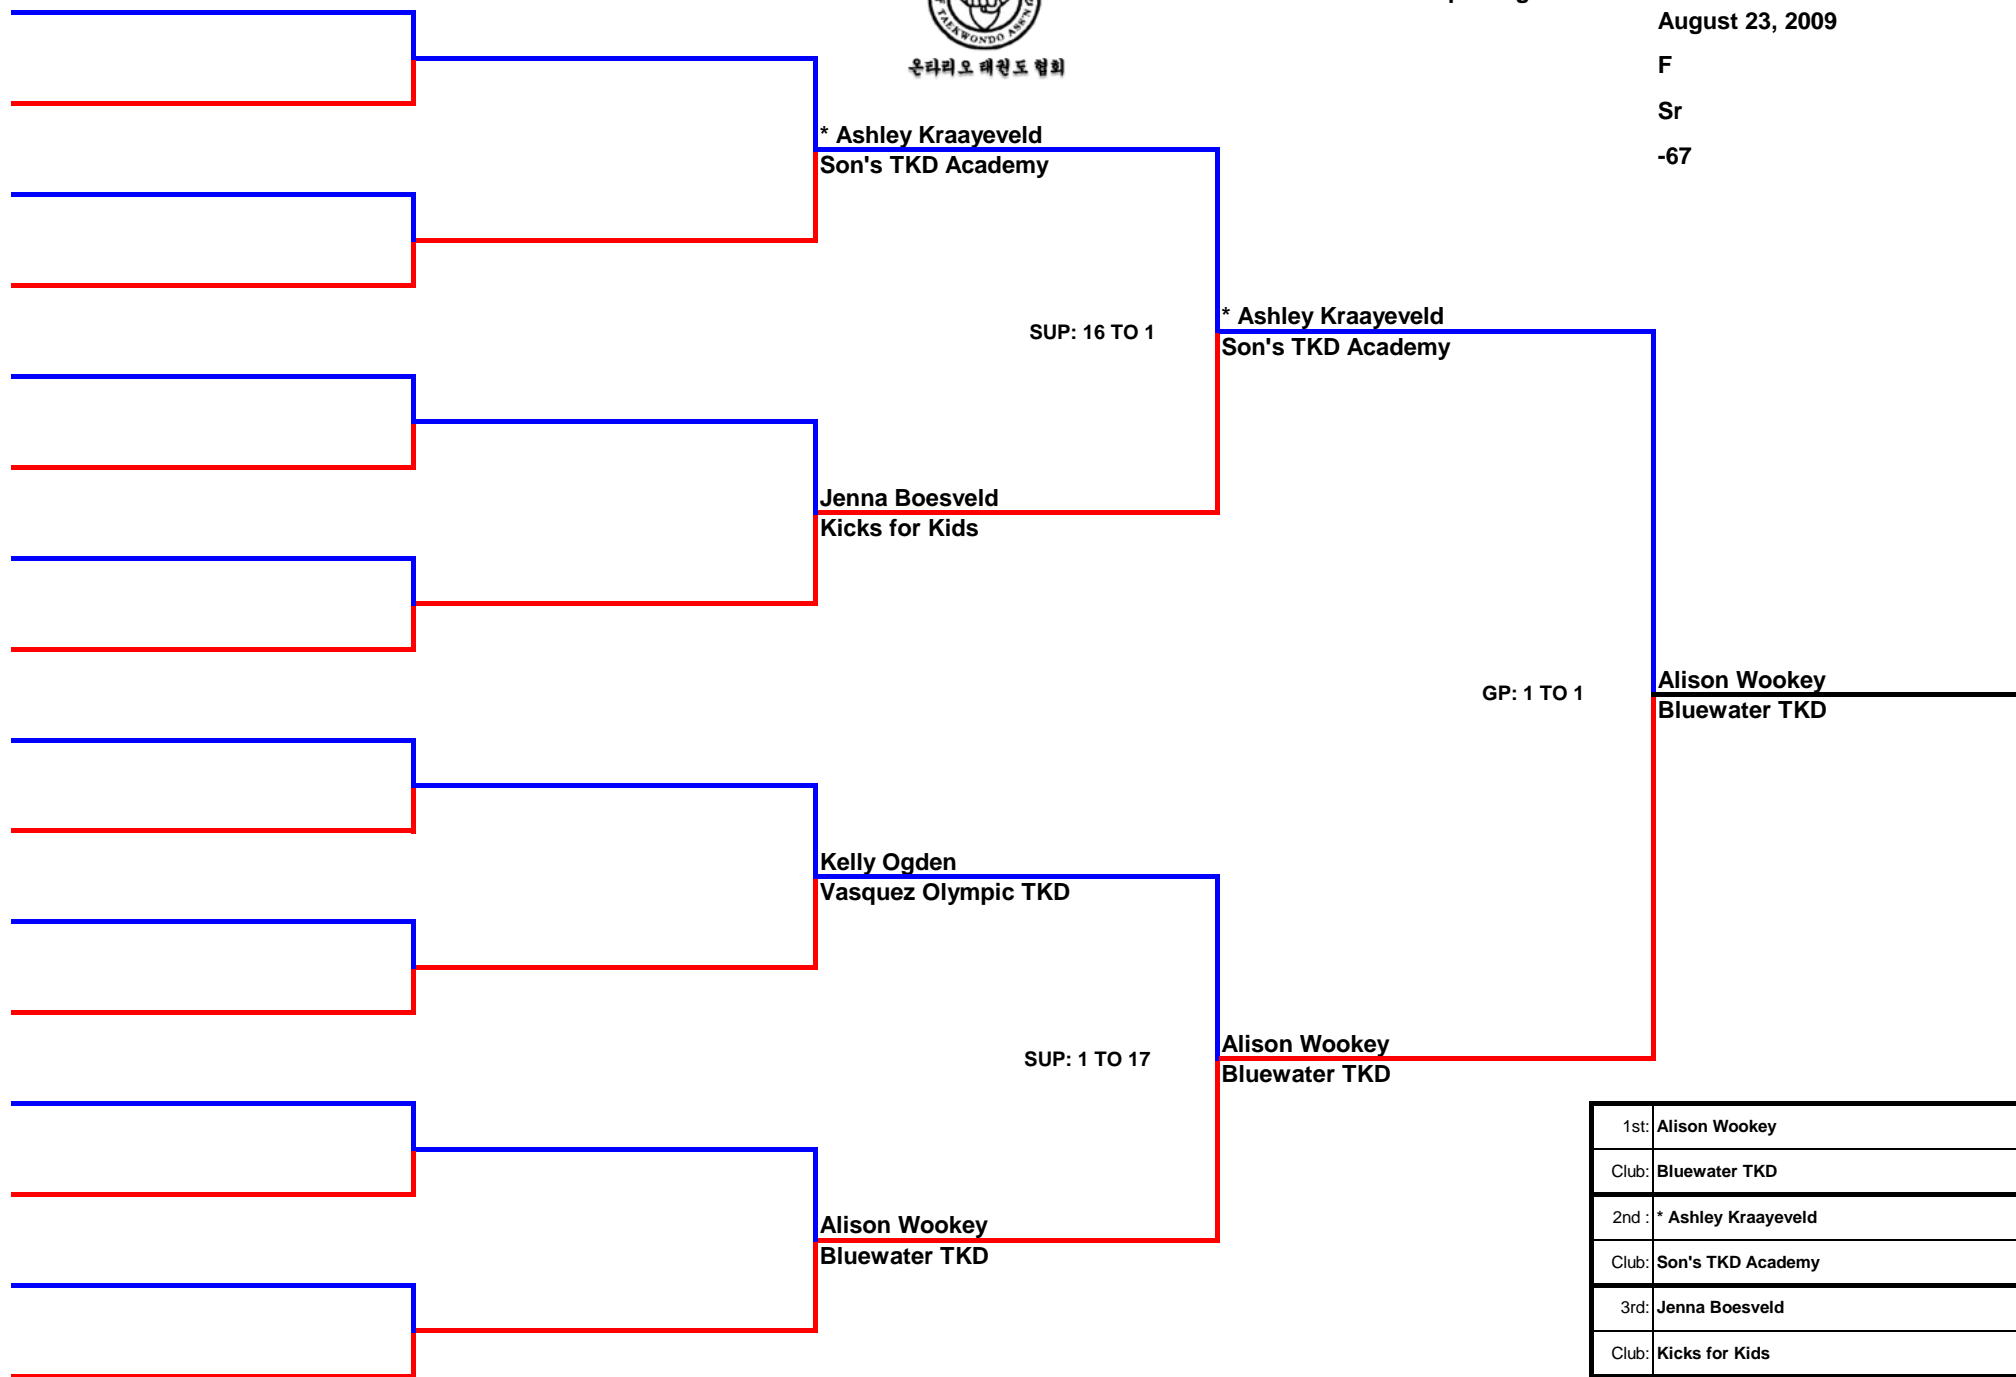 August 23, 2009
TAEKWONDO ASS'N
온타리오 태권도 협회
F
Sr
-67
* Ashley Kraayeveld
Son's TKD Academy
SUP: 16 TO 1
* Ashley Kraayeveld
Son's TKD Academy
Jenna Boesveld
Kicks for Kids
GP: 1 TO 1
Alison Wookey
Bluewater TKD
Kelly Ogden
Vasquez Olympic TKD
SUP: 1 TO 17
Alison Wookey
Bluewater TKD
Alison Wookey
Bluewater TKD
1st: Alison Wookey
Club: Bluewater TKD
2nd : * Ashley Kraayeveld
Club: Son's TKD Academy
3rd: Jenna Boesveld
Club: Kicks for Kids